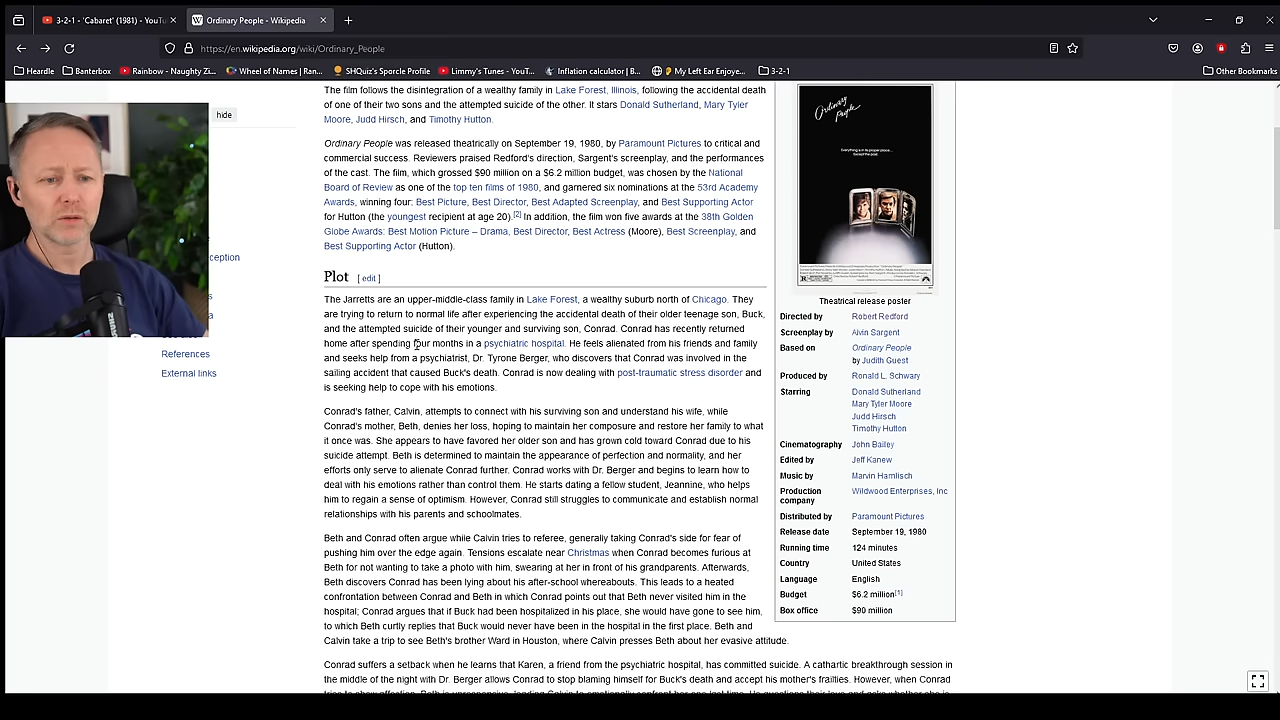 3-2-1 - 'Cabaret' (1981) - YouTu
Ordinary People - Wikipedia
https://en.wikipedia.org/wiki/Ordinary_People
Heardle
Banterbox
Rainbow - Naughty Zi...
Wheel of Names | Ran...
SHQuiz's Sporcle Profile
Limmy's Tunes - YouT...
Inflation calculator | B...
My Left Ear Enjoye...
3-2-1
Other Bookmarks
hide
ception
s
a
References
External links
The film follows the disintegration of a wealthy family in Lake Forest, Illinois, following the accidental death
of one of their two sons and the attempted suicide of the other. It stars Donald Sutherland, Mary Tyler
Moore, Judd Hirsch, and Timothy Hutton.
Ordinary People was released theatrically on September 19, 1980, by Paramount Pictures to critical and
commercial success. Reviewers praised Redford's direction, Sargent's screenplay, and the performances
of the cast. The film, which grossed $90 million on a $6.2 million budget, was chosen by the National
Board of Review as one of the top ten films of 1980, and garnered six nominations at the 53rd Academy
Awards, winning four: Best Picture, Best Director, Best Adapted Screenplay, and Best Supporting Actor
for Hutton (the youngest recipient at age 20).[2] In addition, the film won five awards at the 38th Golden
Globe Awards: Best Motion Picture – Drama, Best Director, Best Actress (Moore), Best Screenplay, and
Best Supporting Actor (Hutton).
Plot [ edit ]
The Jarretts are an upper-middle-class family in Lake Forest, a wealthy suburb north of Chicago. They
are trying to return to normal life after experiencing the accidental death of their older teenage son, Buck,
and the attempted suicide of their younger and surviving son, Conrad. Conrad has recently returned
home after spending four months in a psychiatric hospital. He feels alienated from his friends and family
and seeks help from a psychiatrist, Dr. Tyrone Berger, who discovers that Conrad was involved in the
sailing accident that caused Buck's death. Conrad is now dealing with post-traumatic stress disorder and
is seeking help to cope with his emotions.
Conrad's father, Calvin, attempts to connect with his surviving son and understand his wife, while
Conrad's mother, Beth, denies her loss, hoping to maintain her composure and restore her family to what
it once was. She appears to have favored her older son and has grown cold toward Conrad due to his
suicide attempt. Beth is determined to maintain the appearance of perfection and normality, and her
efforts only serve to alienate Conrad further. Conrad works with Dr. Berger and begins to learn how to
deal with his emotions rather than control them. He starts dating a fellow student, Jeannine, who helps
him to regain a sense of optimism. However, Conrad still struggles to communicate and establish normal
relationships with his parents and schoolmates.
Beth and Conrad often argue while Calvin tries to referee, generally taking Conrad's side for fear of
pushing him over the edge again. Tensions escalate near Christmas when Conrad becomes furious at
Beth for not wanting to take a photo with him, swearing at her in front of his grandparents. Afterwards,
Beth discovers Conrad has been lying about his after-school whereabouts. This leads to a heated
confrontation between Conrad and Beth in which Conrad points out that Beth never visited him in the
hospital; Conrad argues that if Buck had been hospitalized in his place, she would have gone to see him,
to which Beth curtly replies that Buck would never have been in the hospital in the first place. Beth and
Calvin take a trip to see Beth's brother Ward in Houston, where Calvin presses Beth about her evasive attitude.
Conrad suffers a setback when he learns that Karen, a friend from the psychiatric hospital, has committed suicide. A cathartic breakthrough session in
the middle of the night with Dr. Berger allows Conrad to stop blaming himself for Buck's death and accept his mother's frailties. However, when Conrad
Ordinary
People
Everything is in its proper place...
Except the past.
Theatrical release poster
Directed by Robert Redford
Screenplay by Alvin Sargent
Based on Ordinary People
by Judith Guest
Produced by Ronald L. Schwary
Starring Donald Sutherland
Mary Tyler Moore
Judd Hirsch
Timothy Hutton
Cinematography John Bailey
Edited by Jeff Kanew
Music by Marvin Hamlisch
Production company Wildwood Enterprises, Inc
Distributed by Paramount Pictures
Release date September 19, 1980
Running time 124 minutes
Country United States
Language English
Budget $6.2 million[1]
Box office $90 million